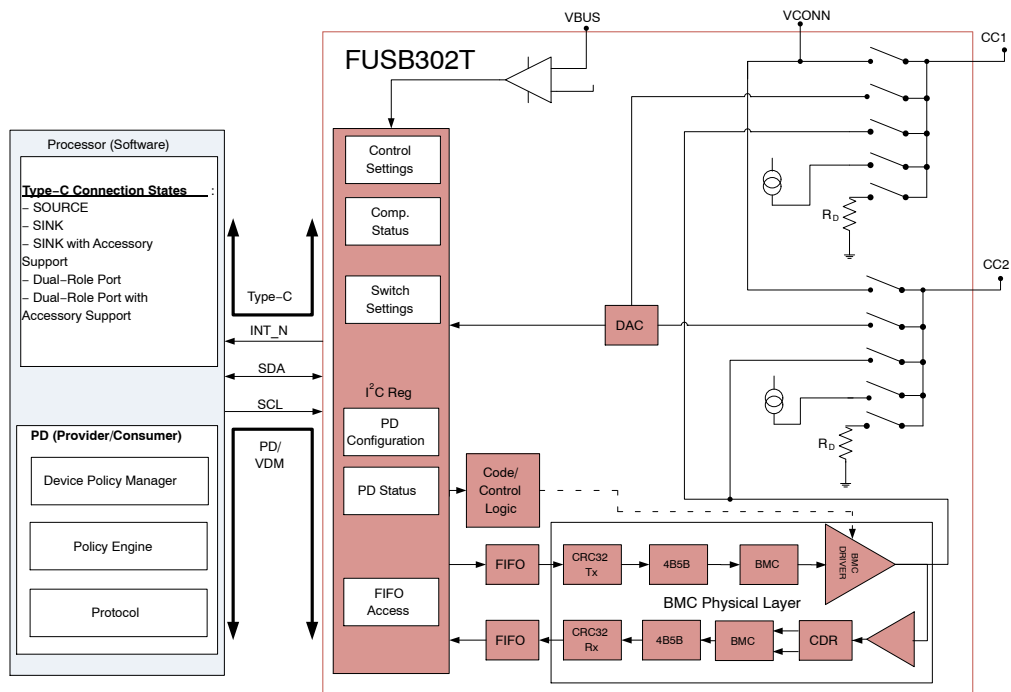 VBUS
VCONN
CC1
FUSB302T
Processor (Software)
Type−C Connection States :
− SOURCE
− SINK
− SINK with Accessory
Support
− Dual−Role Port
− Dual−Role Port with
Accessory Support
Control
Settings
Comp.
Status
Switch
Settings
Type−C
INT_N
SDA
SCL
PD/
VDM
I2C Reg
PD
Configuration
PD Status
FIFO
Access
PD (Provider/Consumer)
Device Policy Manager
Policy Engine
Protocol
RD
CC2
DAC
RD
Code/
Control
Logic
FIFO
CRC32
Tx
4B5B
BMC
BMC
DRIVER
BMC Physical Layer
FIFO
CRC32
Rx
4B5B
BMC
CDR